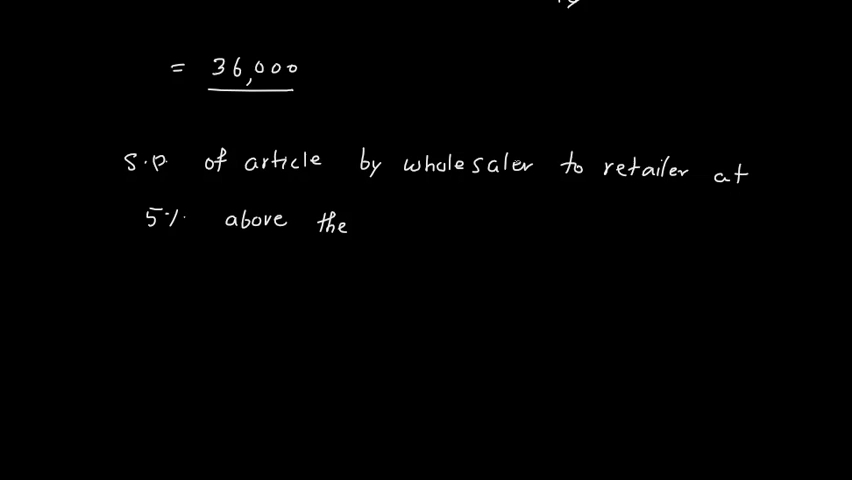 = 36,000
S.P. of article by wholesaler to retailer at
5% above the